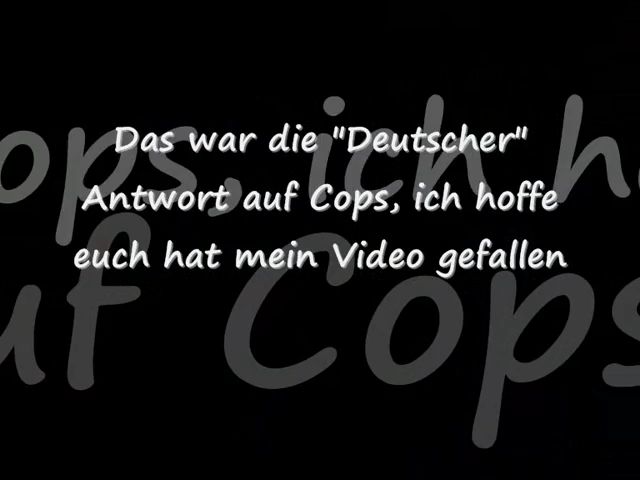 Das war die "Deutscher"
Antwort auf Cops, ich hoffe
euch hat mein Video gefallen